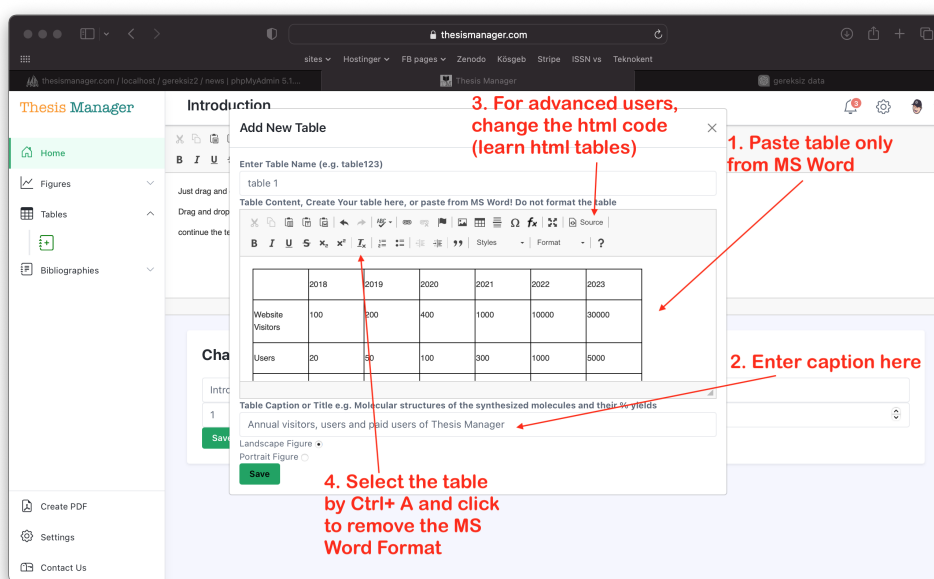 thesismanager.com
sites
Hostinger
FB pages
Zenodo
Kösgeb
Stripe
ISSN vs
Teknokent
thesismanager.com / localhost / gereksiz2 / news | phpMyAdmin 5.1....
Thesis Manager
gereksiz data
Thesis Manager
Introduction
3
Home
Figures
Tables
Bibliographies
Create PDF
Settings
Contact Us
B I U
Just drag and
Drag and drop
continue the te
Cha
Intro
1
Save
Add New Table
Enter Table Name (e.g. table123)
table 1
Table Content, Create Your table here, or paste from MS Word! Do not format the table
Source
B I U S x₂ x² Iₓ Styles Format ?
2018 2019 2020 2021 2022 2023
Website Visitors 100 200 400 1000 10000 30000
Users 20 50 100 300 1000 5000
Table Caption or Title e.g. Molecular structures of the synthesized molecules and their % yields
Annual visitors, users and paid users of Thesis Manager
Landscape Figure
Portrait Figure
Save
3. For advanced users,
change the html code
(learn html tables)
1. Paste table only
from MS Word
2. Enter caption here
4. Select the table
by Ctrl+ A and click
to remove the MS
Word Format